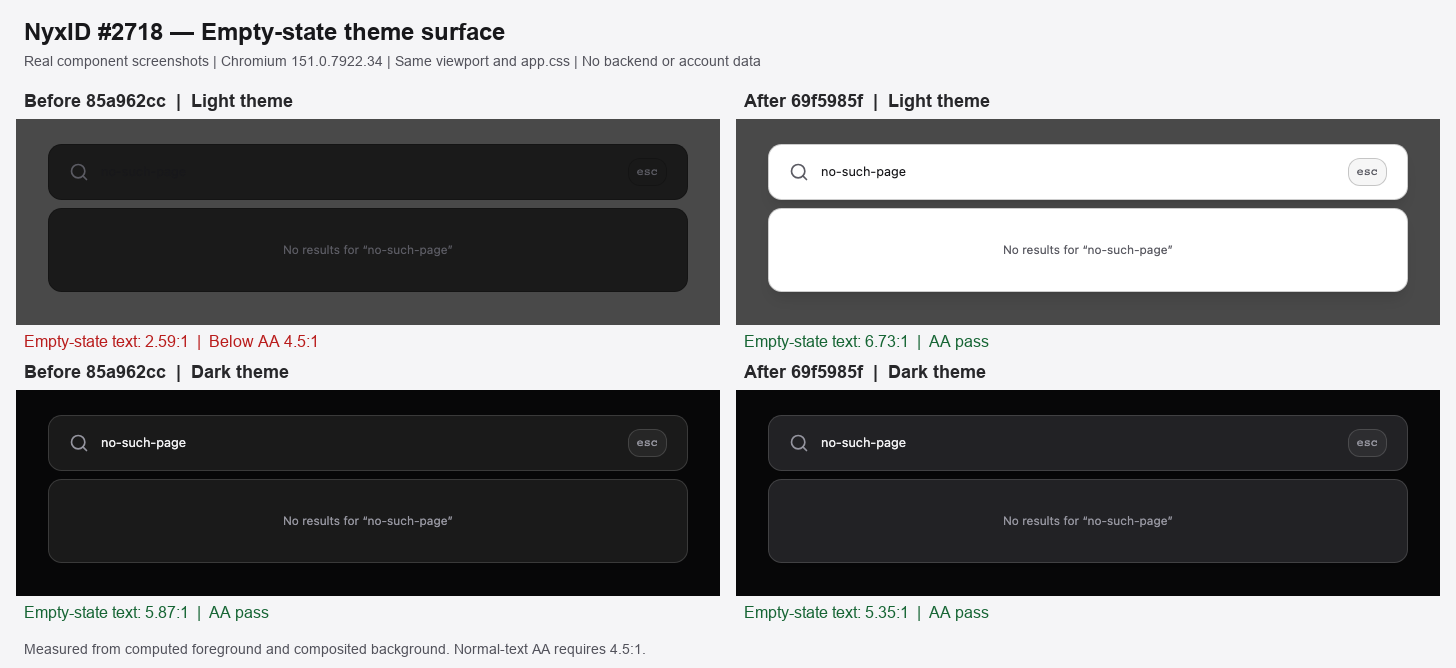 NyxID #2718 — Empty-state theme surface
Real component screenshots | Chromium 151.0.7922.34 | Same viewport and app.css | No backend or account data
Before 85a962cc | Light theme
esc
No results for “no-such-page”
Empty-state text: 2.59:1 | Below AA 4.5:1
After 69f5985f | Light theme
no-such-page
esc
No results for “no-such-page”
Empty-state text: 6.73:1 | AA pass
Before 85a962cc | Dark theme
no-such-page
esc
No results for “no-such-page”
Empty-state text: 5.87:1 | AA pass
After 69f5985f | Dark theme
no-such-page
esc
No results for “no-such-page”
Empty-state text: 5.35:1 | AA pass
Measured from computed foreground and composited background. Normal-text AA requires 4.5:1.